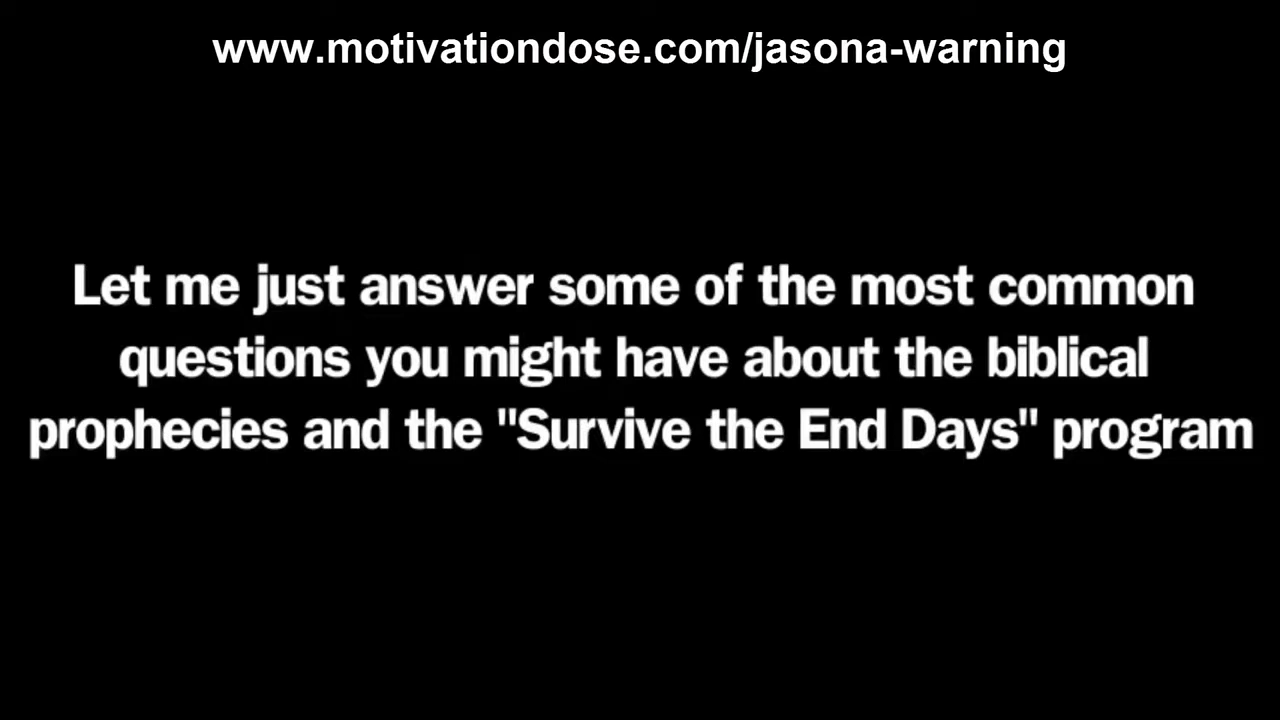 www.motivationdose.com/jasona-warning
Let me just answer some of the most common
questions you might have about the biblical
prophecies and the "Survive the End Days" program